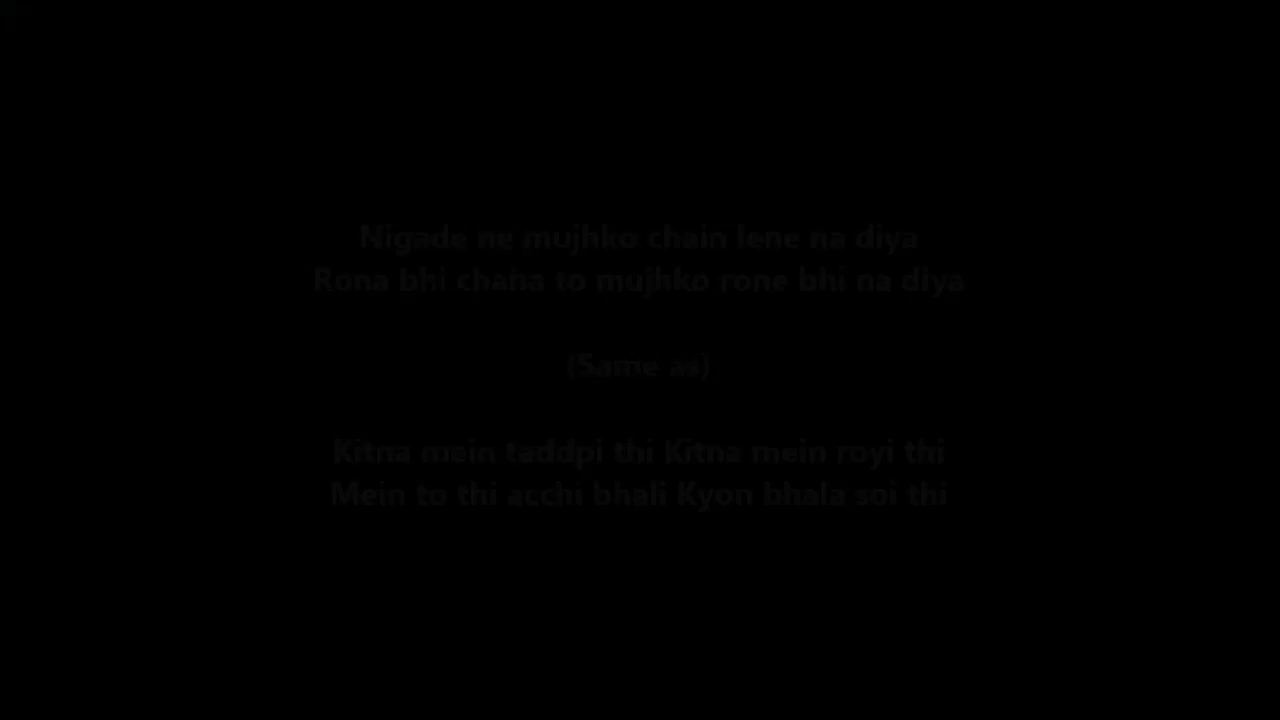 Nigade ne mujhko chain lene na diya
Rona bhi chaha to mujhko rone bhi na diya
(Same as)
Kitna mein taddpi thi Kitna mein royi thi
Mein to thi acchi bhali Kyon bhala soi thi